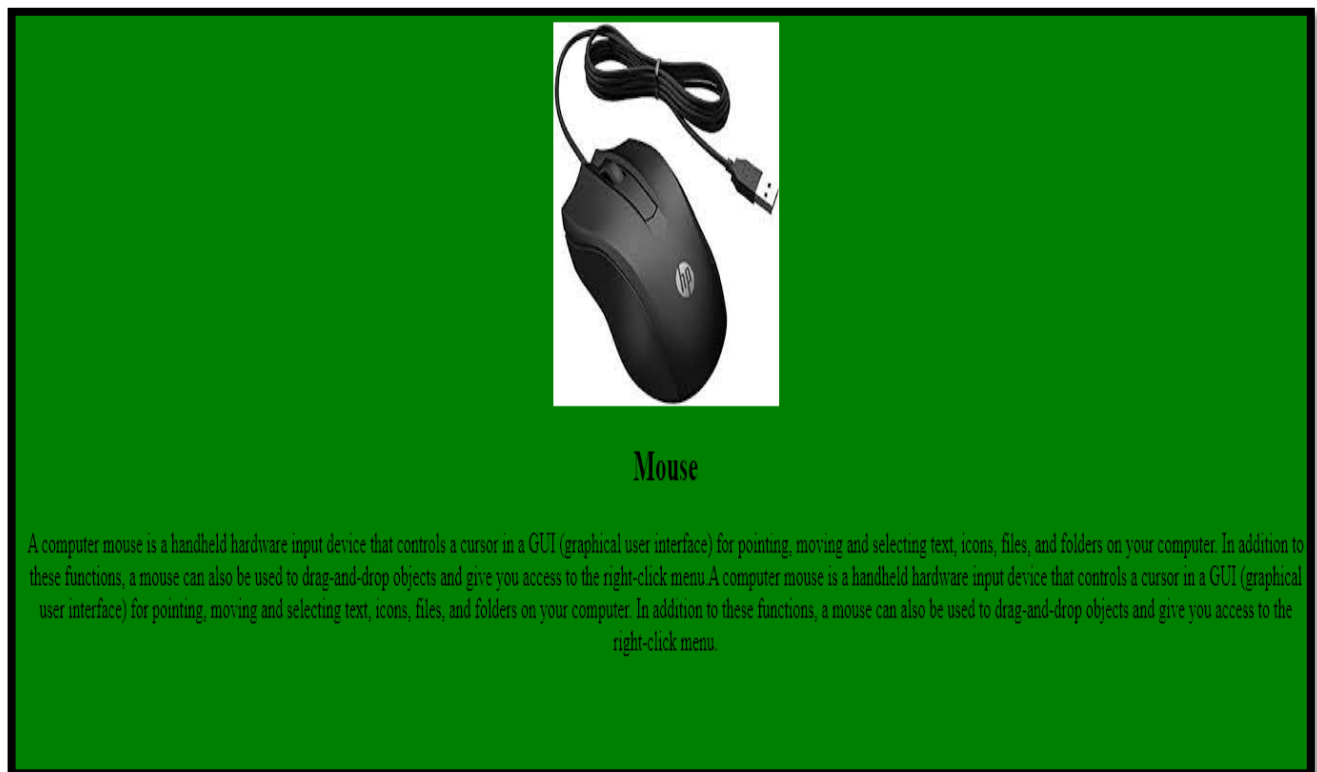 hp
Mouse
A computer mouse is a handheld hardware input device that controls a cursor in a GUI (graphical user interface) for pointing, moving and selecting text, icons, files, and folders on your computer. In addition to
these functions, a mouse can also be used to drag-and-drop objects and give you access to the right-click menu.A computer mouse is a handheld hardware input device that controls a cursor in a GUI (graphical
user interface) for pointing, moving and selecting text, icons, files, and folders on your computer. In addition to these functions, a mouse can also be used to drag-and-drop objects and give you access to the
right-click menu.